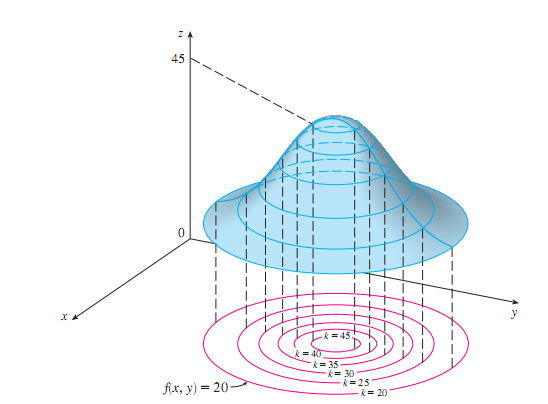 z
45
0
x
y
k = 45
k = 40
k = 35
k = 30
k = 25
k = 20
f(x, y) = 20